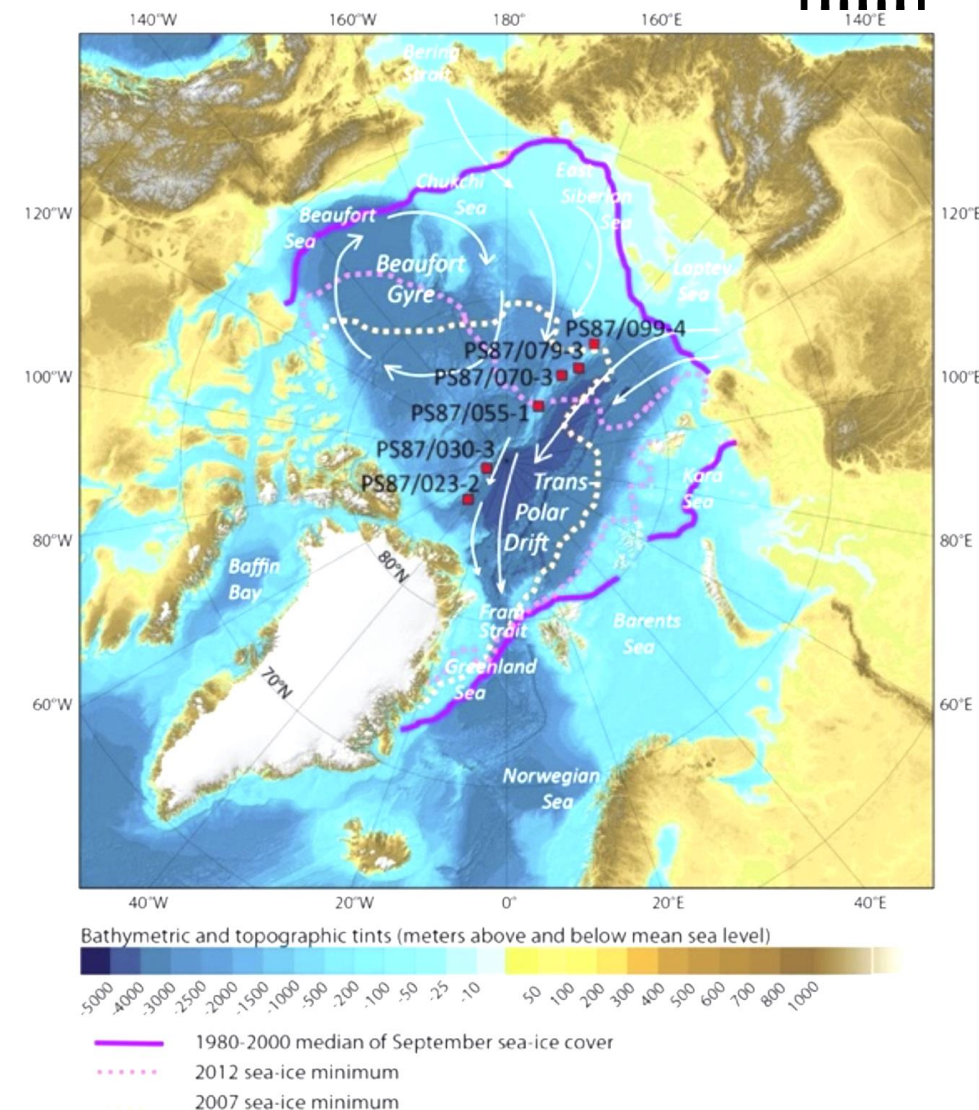 140°W 160°W 180° 160°E 140°E
Bering
Strait
Chukchi
Sea
East
Siberian
Sea
120°W
120°E
Beaufort
Sea
Beaufort
Gyre
Laptev
Sea
PS87/099-4
PS87/079-3
100°W
PS87/070-3
100°E
PS87/055-1
PS87/030-3
PS87/023-2
Trans-
Polar
Drift
Kara
Sea
80°W
80°E
Baffin
Bay
80°N
Fram
Strait
Barents
Sea
Greenland
Sea
70°N
60°W
60°E
Norwegian
Sea
40°W 20°W 0° 20°E 40°E
Bathymetric and topographic tints (meters above and below mean sea level)
-5000 -4000 -3000 -2500 -2000 -1500 -1000 -500 -200 -100 -50 -25 -10 50 100 200 300 400 500 600 700 800 1000
1980-2000 median of September sea-ice cover
2012 sea-ice minimum
2007 sea-ice minimum